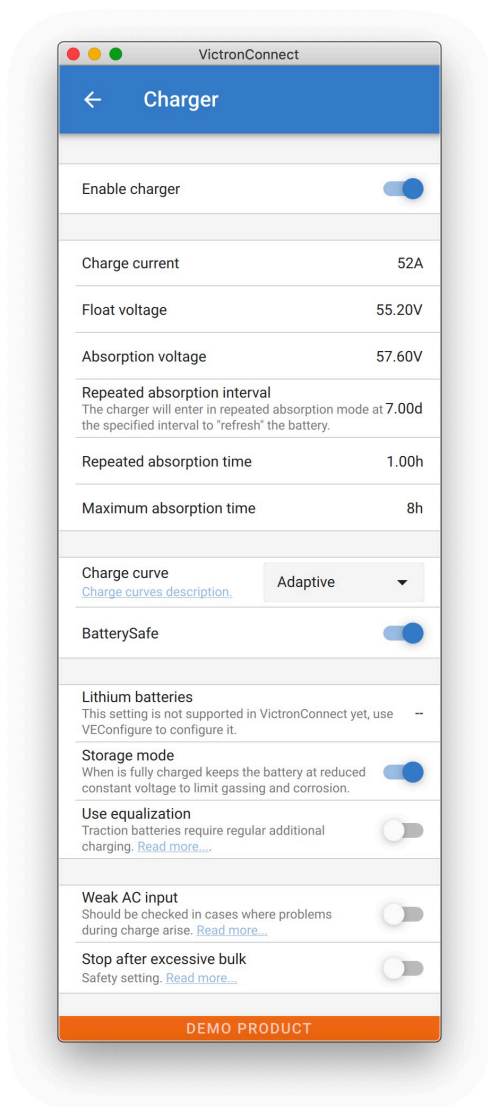 VictronConnect
Charger
Enable charger
Charge current 52A
Float voltage 55.20V
Absorption voltage 57.60V
Repeated absorption interval
The charger will enter in repeated absorption mode at 7.00d
the specified interval to "refresh" the battery.
Repeated absorption time 1.00h
Maximum absorption time 8h
Charge curve
Charge curves description.
Adaptive
BatterySafe
Lithium batteries
This setting is not supported in VictronConnect yet, use --
VEConfigure to configure it.
Storage mode
When is fully charged keeps the battery at reduced
constant voltage to limit gassing and corrosion.
Use equalization
Traction batteries require regular additional
charging. Read more....
Weak AC input
Should be checked in cases where problems
during charge arise. Read more...
Stop after excessive bulk
Safety setting. Read more...
DEMO PRODUCT